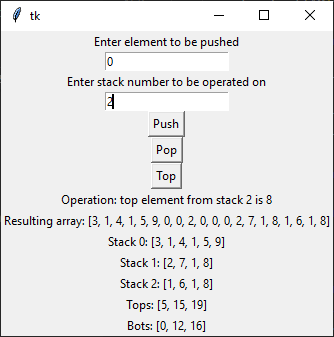 tk
Enter element to be pushed
0
Enter stack number to be operated on
2
Push
Pop
Top
Operation: top element from stack 2 is 8
Resulting array: [3, 1, 4, 1, 5, 9, 0, 0, 2, 0, 0, 0, 2, 7, 1, 8, 1, 6, 1, 8]
Stack 0: [3, 1, 4, 1, 5, 9]
Stack 1: [2, 7, 1, 8]
Stack 2: [1, 6, 1, 8]
Tops: [5, 15, 19]
Bots: [0, 12, 16]